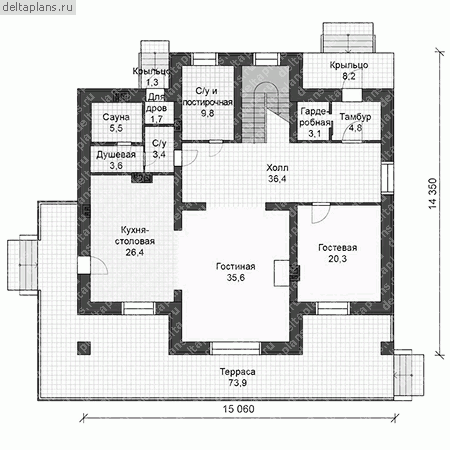 deltaplans.ru
Крыльцо
1,3
Крыльцо
8,2
Для
дров
1,7
С/у и
постирочная
9,8
Сауна
5,5
Гарде-
робная
3,1
Тамбур
4,8
С/у
3,4
Душевая
3,6
Холл
36,4
14 350
Кухня-
столовая
26,4
Гостиная
35,6
Гостевая
20,3
Терраса
73,9
15 060